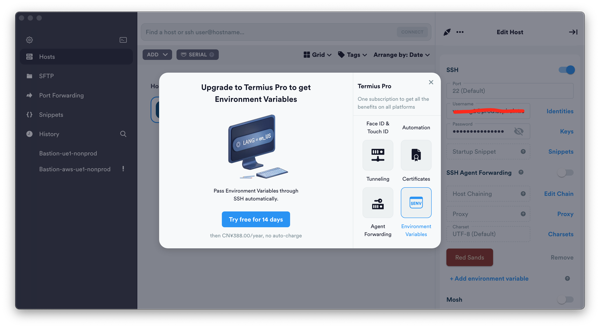 Find a host or ssh user@hostname...
CONNECT
Edit Host
Hosts
SFTP
Port Forwarding
Snippets
History
Bastion-uet-nonprod
Bastion-aws-uet-nonprod
!
ADD
SERIAL
Grid
Tags
Arrange by: Date
Upgrade to Termius Pro to get
Environment Variables
LANG=en_US
Pass Environment Variables through
SSH automatically.
Try free for 14 days
then CN¥588.00/year, no auto-charge
Termius Pro
One subscription to get all the
benefits on all platforms
Face ID &
Touch ID
Automation
Tunneling
Certificates
$ENV
Agent
Forwarding
Environment
Variables
SSH
Port
22 (Default)
Username
Identities
Password
••••••••••••••••
Keys
Startup Snippet
Snippets
SSH Agent Forwarding
Host Chaining
Edit Chain
Proxy
Proxy
Charset
UTF-8 (Default)
Charsets
Red Sands
Remove
+ Add environment variable
Mosh